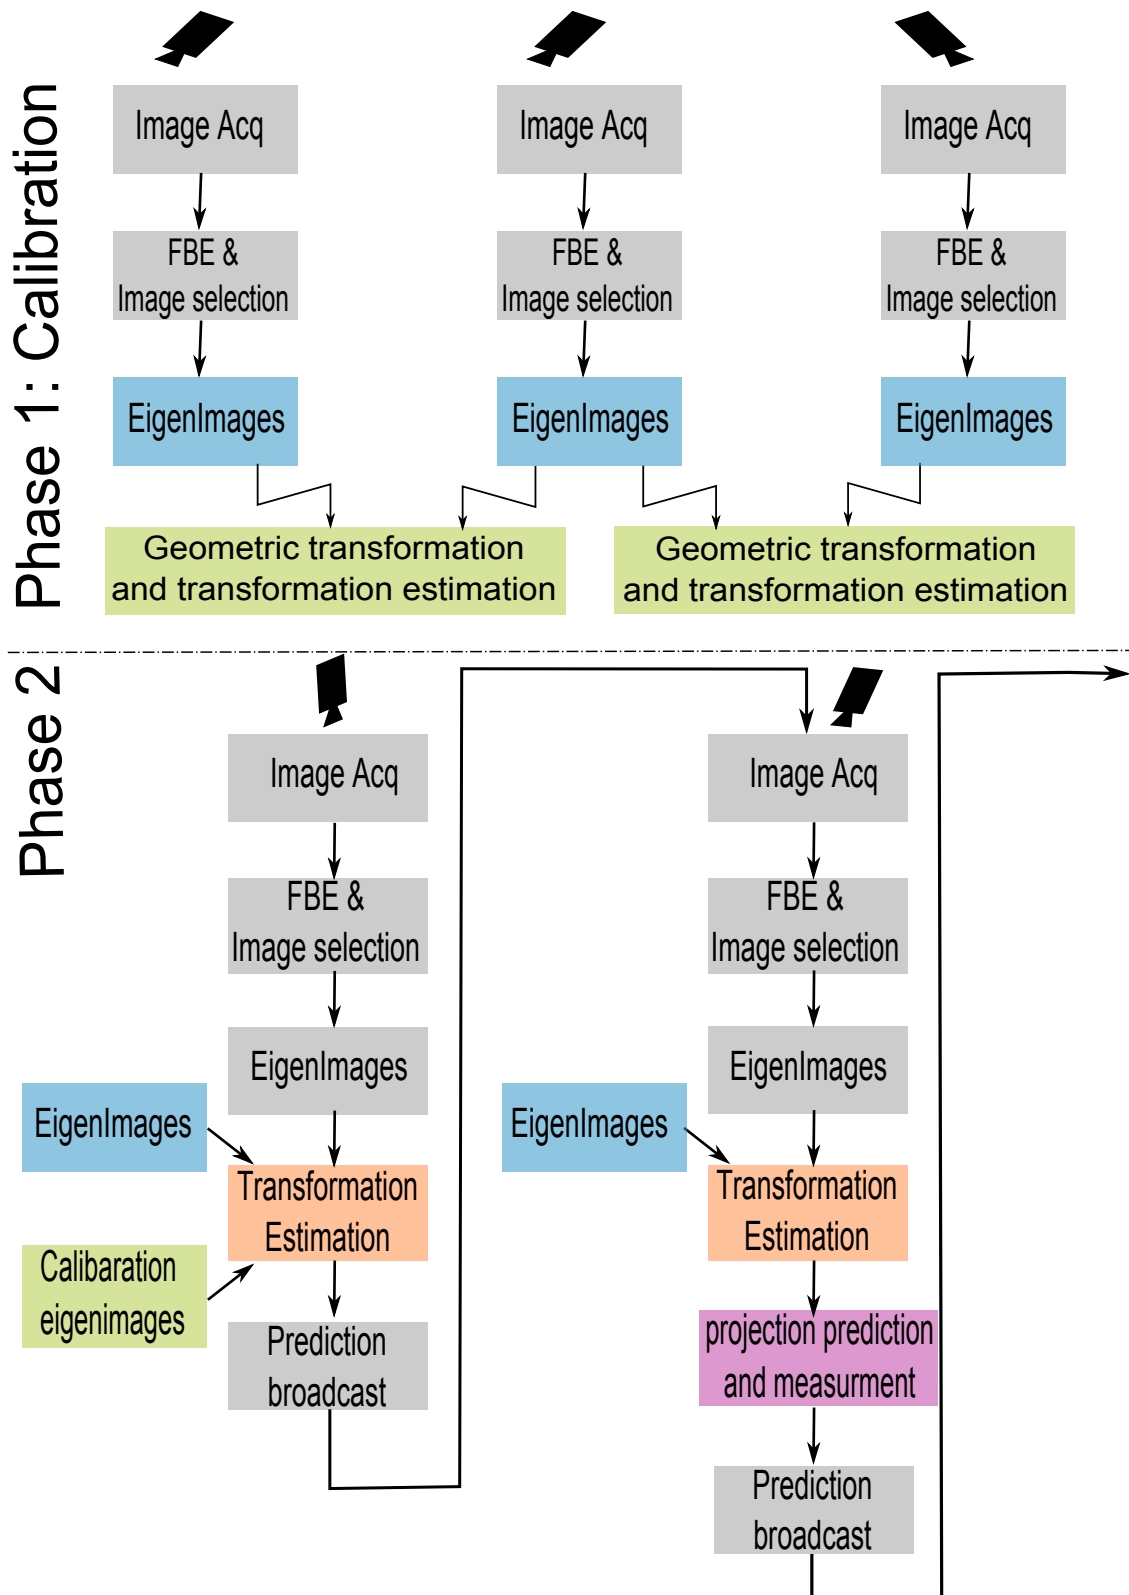 Phase 1: Calibration
Image Acq
FBE &
Image selection
EigenImages
Image Acq
FBE &
Image selection
EigenImages
Image Acq
FBE &
Image selection
EigenImages
Geometric transformation
and transformation estimation
Geometric transformation
and transformation estimation
Phase 2
Image Acq
FBE &
Image selection
EigenImages
EigenImages
Transformation
Estimation
Calibaration
eigenimages
Prediction
broadcast
Image Acq
FBE &
Image selection
EigenImages
EigenImages
Transformation
Estimation
projection prediction
and measurment
Prediction
broadcast